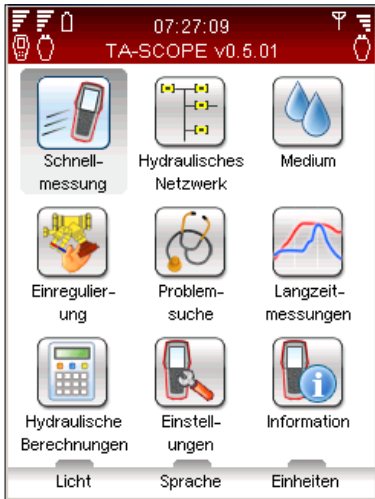 07:27:09
TA-SCOPE v0.5.01
Schnell-
messung
Hydraulisches
Netzwerk
Medium
Einregulier-
ung
Problem-
suche
Langzeit-
messungen
Hydraulische
Berechnungen
Einstell-
ungen
Information
Licht
Sprache
Einheiten